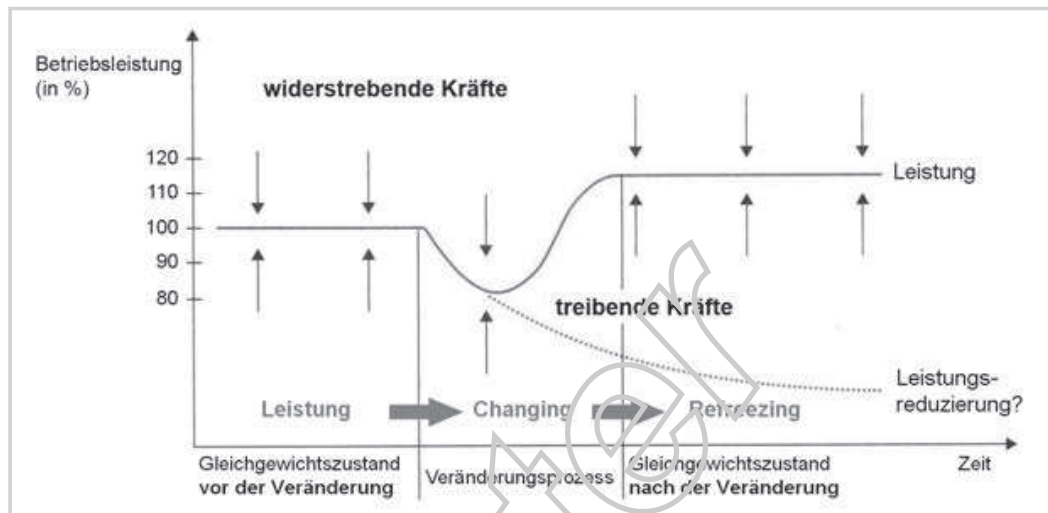 Betriebsleistung
(in %)
widerstrebende Kräfte
120
110
100
90
80
Leistung
treibende Kräfte
Leistungs-
reduzierung?
Leistung
Changing
Refreezing
Gleichgewichtszustand
vor der Veränderung
Veränderungsprozess
Gleichgewichtszustand
nach der Veränderung
Zeit